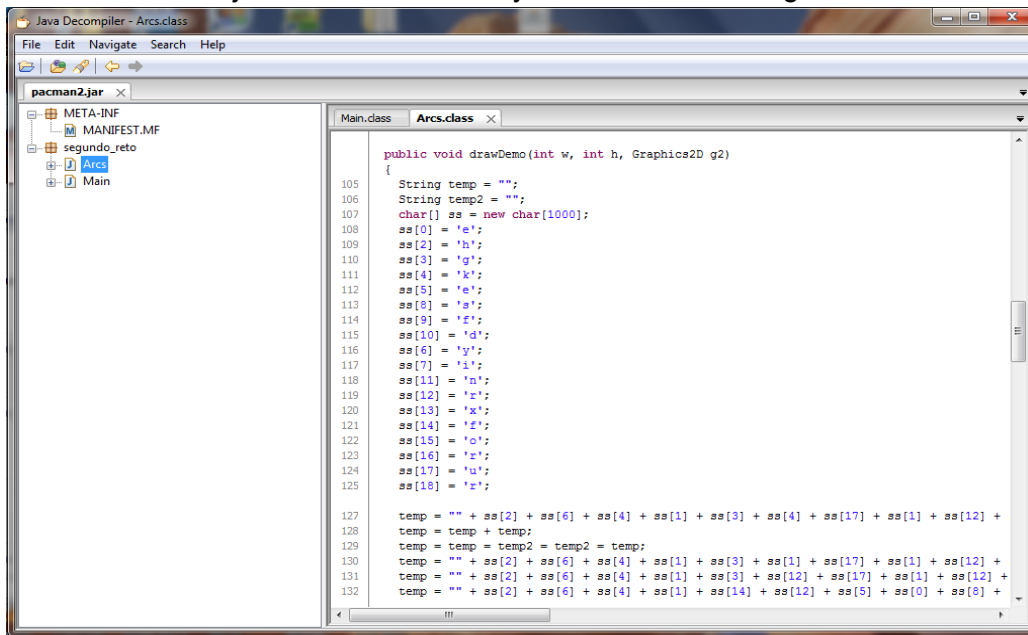 Java Decompiler - Arcs.class
File Edit Navigate Search Help
pacman2.jar
META-INF
MANIFEST.MF
segundo_reto
Arcs
Main
Main.class Arcs.class
public void drawDemo(int w, int h, Graphics2D g2)
{
105 String temp = "";
106 String temp2 = "";
107 char[] ss = new char[1000];
108 ss[0] = 'e';
109 ss[2] = 'h';
110 ss[3] = 'g';
111 ss[4] = 'k';
112 ss[5] = 'e';
113 ss[8] = 's';
114 ss[9] = 'f';
115 ss[10] = 'd';
116 ss[6] = 'y';
117 ss[7] = 'i';
118 ss[11] = 'n';
119 ss[12] = 'r';
120 ss[13] = 'x';
121 ss[14] = 'f';
122 ss[15] = 'o';
123 ss[16] = 'r';
124 ss[17] = 'u';
125 ss[18] = 'r';
127 temp = "" + ss[2] + ss[6] + ss[4] + ss[1] + ss[3] + ss[4] + ss[17] + ss[1] + ss[12] +
128 temp = temp + temp;
129 temp = temp = temp2 = temp2 = temp;
130 temp = "" + ss[2] + ss[6] + ss[4] + ss[1] + ss[3] + ss[1] + ss[17] + ss[1] + ss[12] +
131 temp = "" + ss[2] + ss[6] + ss[4] + ss[1] + ss[3] + ss[12] + ss[17] + ss[1] + ss[12] +
132 temp = "" + ss[2] + ss[6] + ss[4] + ss[1] + ss[14] + ss[12] + ss[5] + ss[0] + ss[8] +